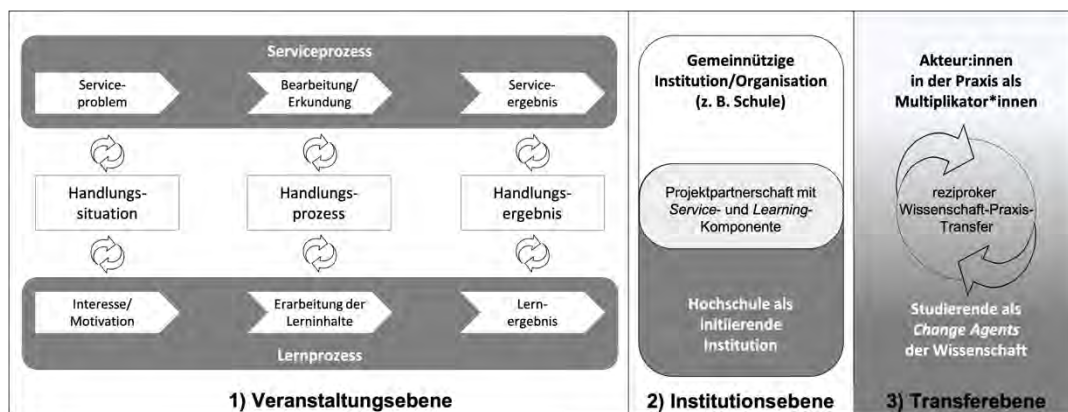 Serviceprozess
Service-
problem
Bearbeitung/
Erkundung
Service-
ergebnis
Handlungs-
situation
Handlungs-
prozess
Handlungs-
ergebnis
Interesse/
Motivation
Erarbeitung der
Lerninhalte
Lern-
ergebnis
Lernprozess
1) Veranstaltungsebene
Gemeinnützige
Institution/Organisation
(z. B. Schule)
Projektpartnerschaft mit
Service- und Learning-
Komponente
Hochschule als
initiierende
Institution
2) Institutionsebene
Akteur:innen
in der Praxis als
Multiplikator*innen
reziproker
Wissenschaft-Praxis-
Transfer
Studierende als
Change Agents
der Wissenschaft
3) Transferebene